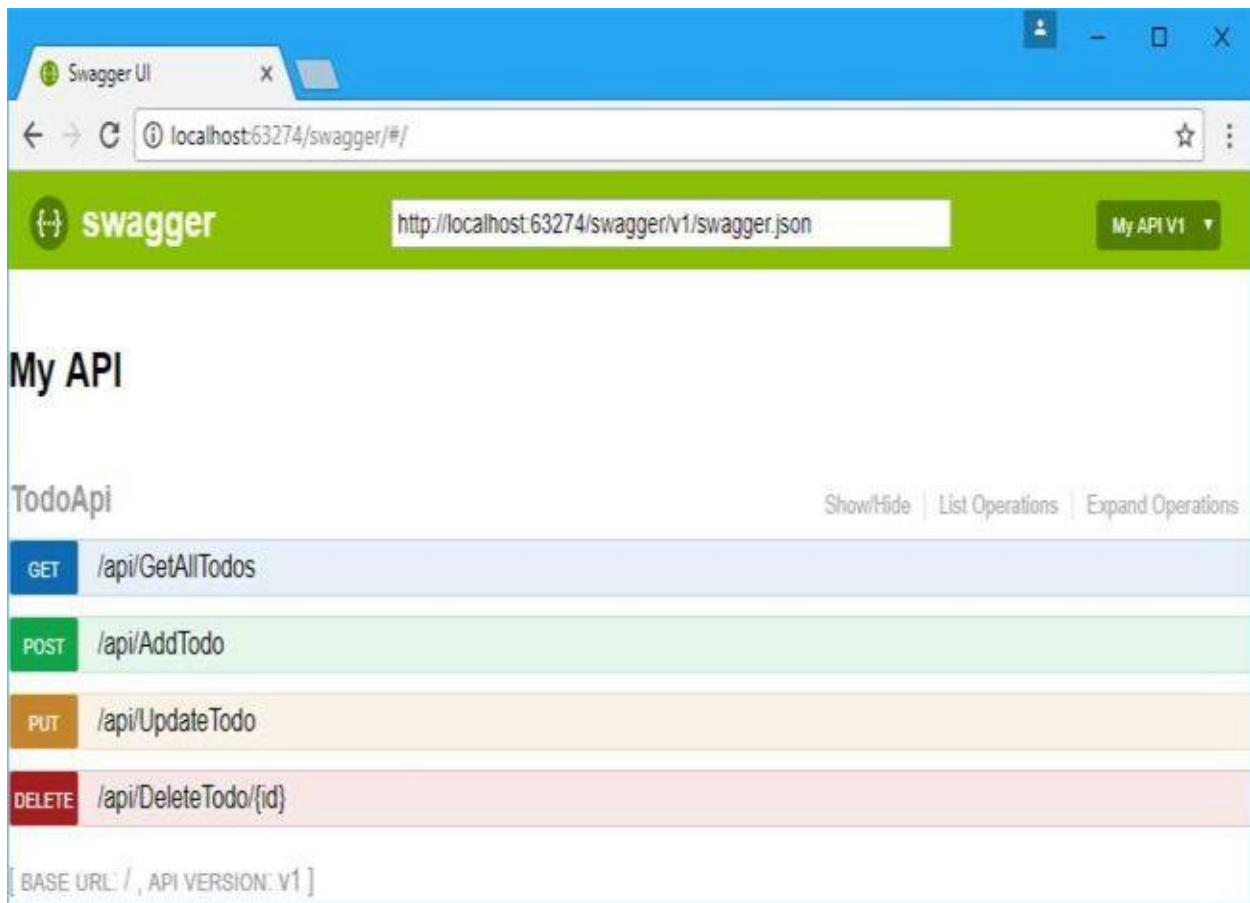 Swagger UI
localhost:63274/swagger/#/
swagger
http://localhost:63274/swagger/v1/swagger.json
My API V1
My API
TodoApi
Show/Hide
List Operations
Expand Operations
GET /api/GetAllTodos
POST /api/AddTodo
PUT /api/UpdateTodo
DELETE /api/DeleteTodo/{id}
[ BASE URL: / , API VERSION: V1 ]